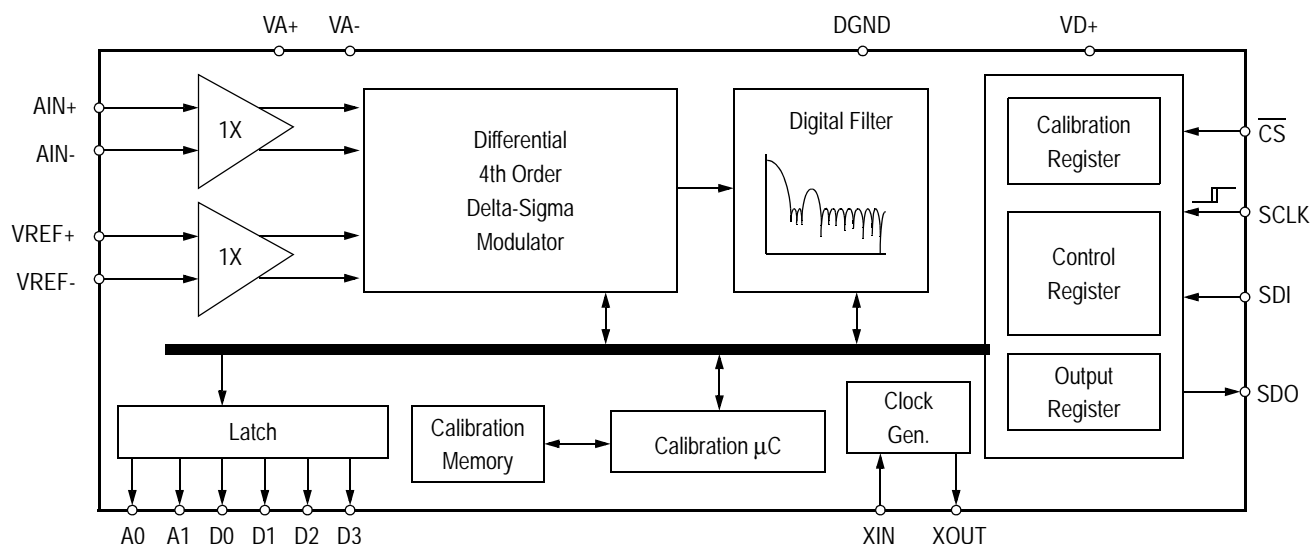 VA+ VA- DGND VD+
AIN+
AIN-
VREF+
VREF-
1X
1X
Differential
4th Order
Delta-Sigma
Modulator
Digital Filter
Calibration
Register
Control
Register
Output
Register
C̅S̅
SCLK
SDI
SDO
Latch
Calibration
Memory
Calibration μC
Clock
Gen.
A0 A1 D0 D1 D2 D3 XIN XOUT